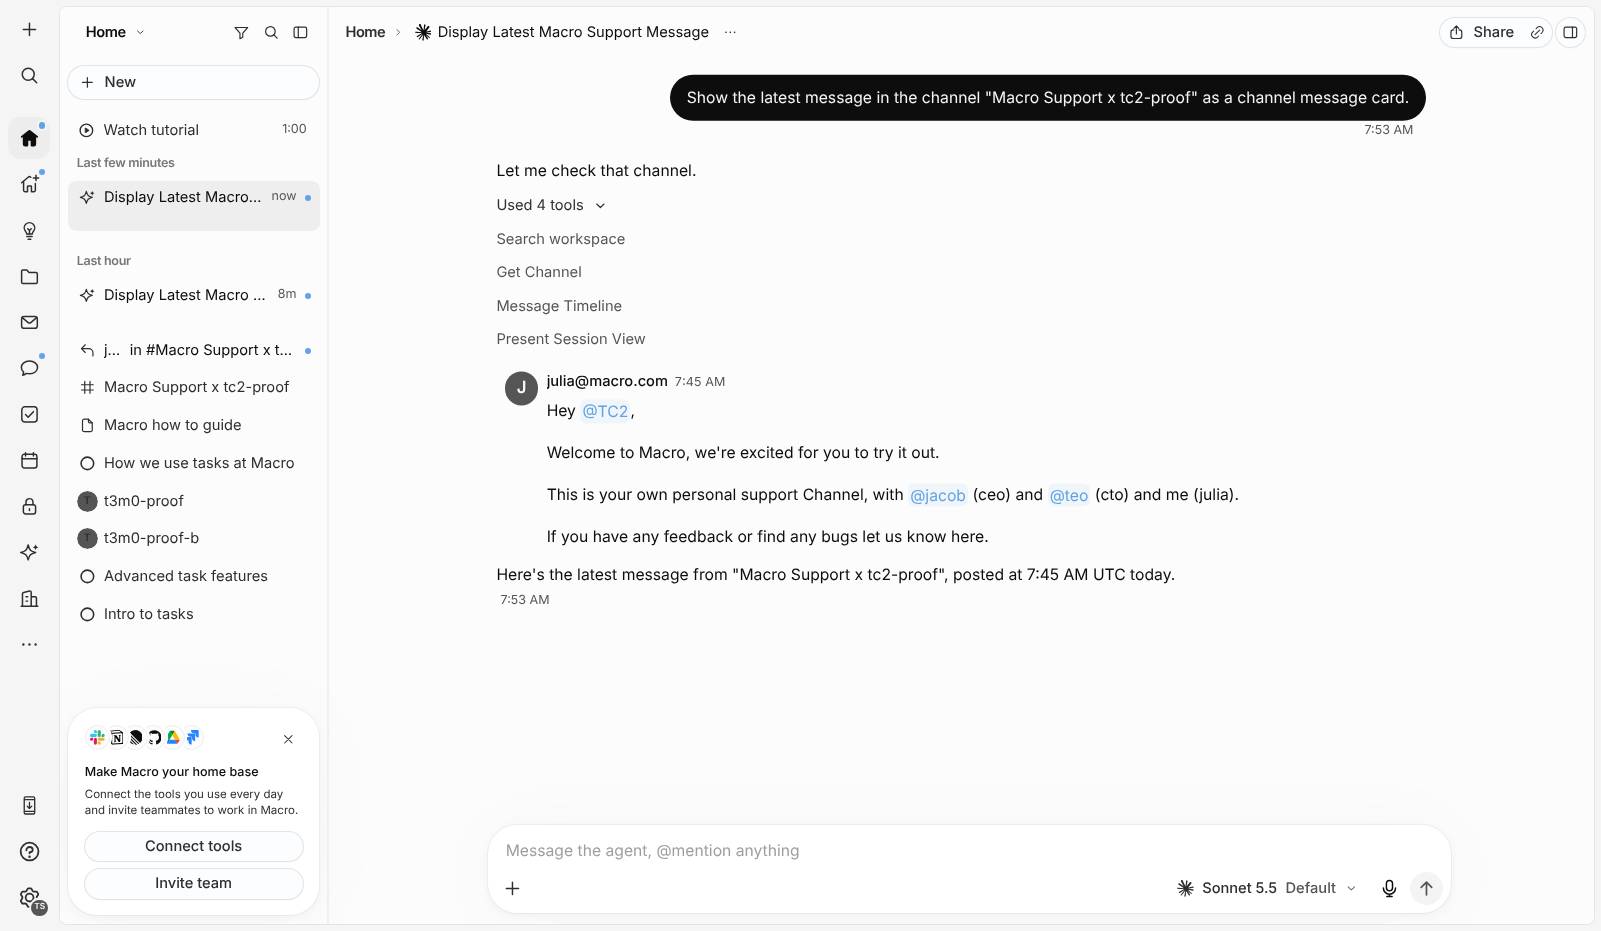 Home
New
Watch tutorial 1:00
Last few minutes
Display Latest Macro... now
Last hour
Display Latest Macro ... 8m
j... in #Macro Support x t...
Macro Support x tc2-proof
Macro how to guide
How we use tasks at Macro
T t3m0-proof
T t3m0-proof-b
Advanced task features
Intro to tasks
Make Macro your home base
Connect the tools you use every day
and invite teammates to work in Macro.
Connect tools
Invite team
TS
Home Display Latest Macro Support Message ...
Share
Show the latest message in the channel "Macro Support x tc2-proof" as a channel message card.
7:53 AM
Let me check that channel.
Used 4 tools
Search workspace
Get Channel
Message Timeline
Present Session View
J julia@macro.com 7:45 AM
Hey @TC2,
Welcome to Macro, we're excited for you to try it out.
This is your own personal support Channel, with @jacob (ceo) and @teo (cto) and me (julia).
If you have any feedback or find any bugs let us know here.
Here's the latest message from "Macro Support x tc2-proof", posted at 7:45 AM UTC today.
7:53 AM
Message the agent, @mention anything
Sonnet 5.5 Default